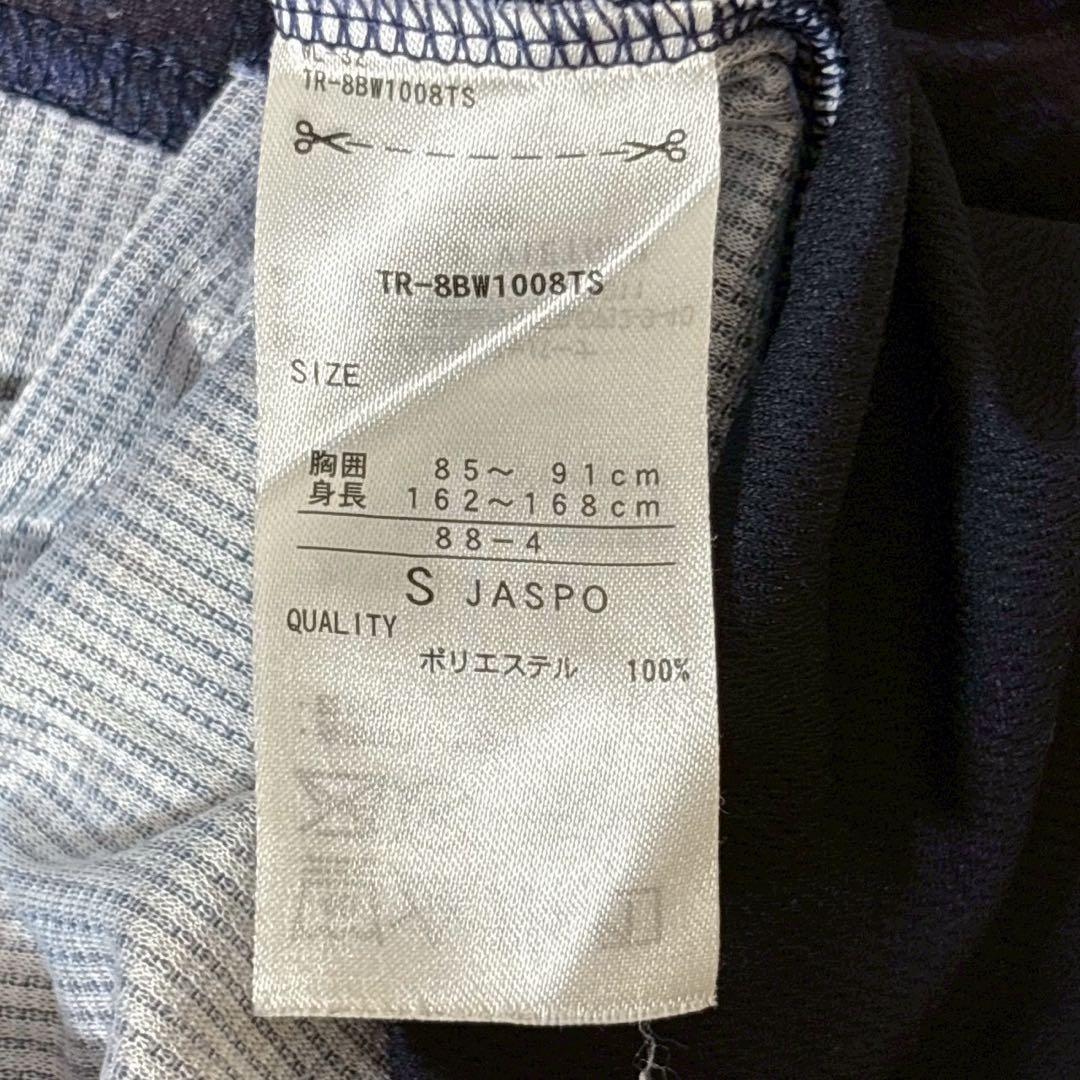 TR-8BW1008TS
TR-8BW1008TS
SIZE
胸囲 85～ 91cm
身長 162～168cm
88-4
S JASPO
QUALITY
ポリエステル 100%